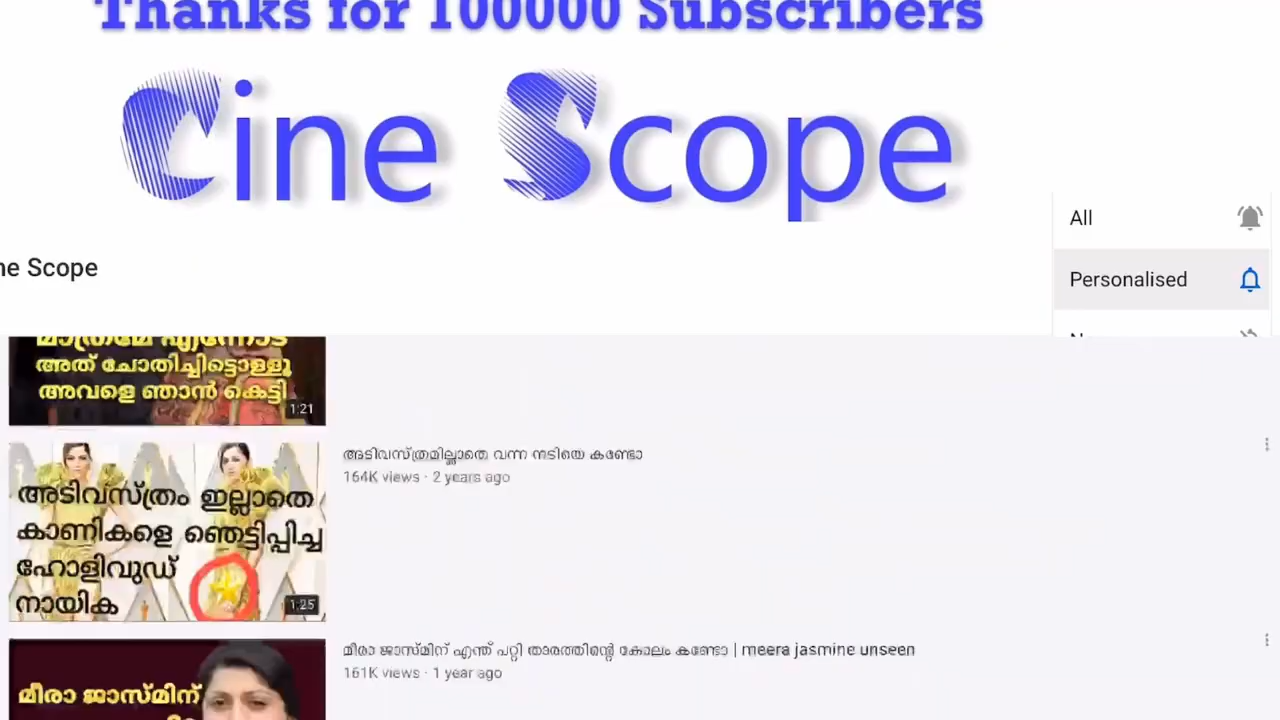 Thanks for 100000 Subscribers
Cine Scope
All
ne Scope
Personalised
മാത്രമേ എന്നോട്
അത് ചോതിച്ചിട്ടൊള്ളൂ
അവളെ ഞാൻ കെട്ടി
1:21
അടിവസ്ത്രമില്ലാതെ വന്ന നടിയെ കണ്ടോ
164K views · 2 years ago
അടിവസ്ത്രം ഇല്ലാതെ
കാണികളെ ഞെട്ടിപ്പിച്ച
ഹോളിവുഡ്
നായിക
1:25
മീരാ ജാസ്മിന് എന്ത് പറ്റി താരത്തിന്റെ കോലം കണ്ടോ | meera jasmine unseen
161K views · 1 year ago
മീരാ ജാസ്മിന്